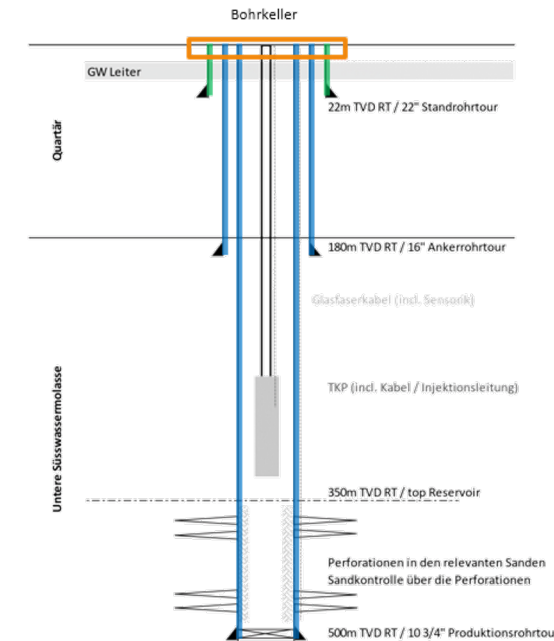 Bohrkeller
GW Leiter
22m TVD RT / 22" Standrohrtour
Quartär
180m TVD RT / 16" Ankerrohrtour
Glasfaserkabel (incl. Sensorik)
Untere Süsswassermolasse
TKP (incl. Kabel / Injektionsleitung)
350m TVD RT / top Reservoir
Perforationen in den relevanten Sanden
Sandkontrolle über die Perforationen
500m TVD RT / 10 3/4" Produktionsrohrtou